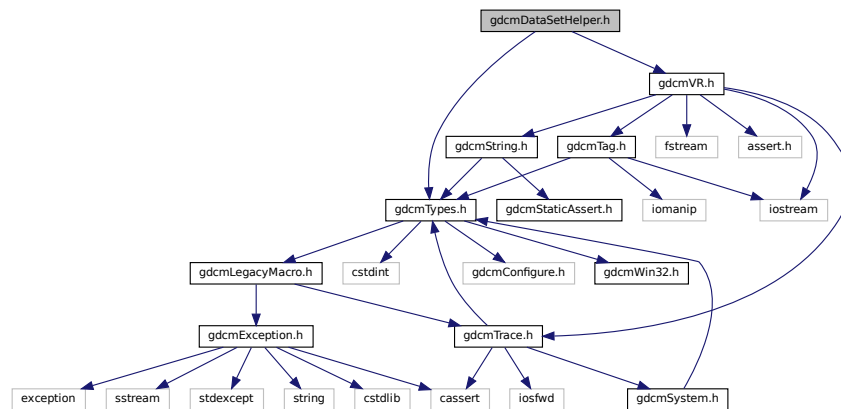 gdcmDataSetHelper.h
gdcmVR.h
gdcmString.h
gdcmTag.h
fstream
assert.h
gdcmTypes.h
gdcmStaticAssert.h
iomanip
iostream
gdcmLegacyMacro.h
cstdint
gdcmConfigure.h
gdcmWin32.h
gdcmException.h
gdcmTrace.h
exception
sstream
stdexcept
string
cstdlib
cassert
iosfwd
gdcmSystem.h